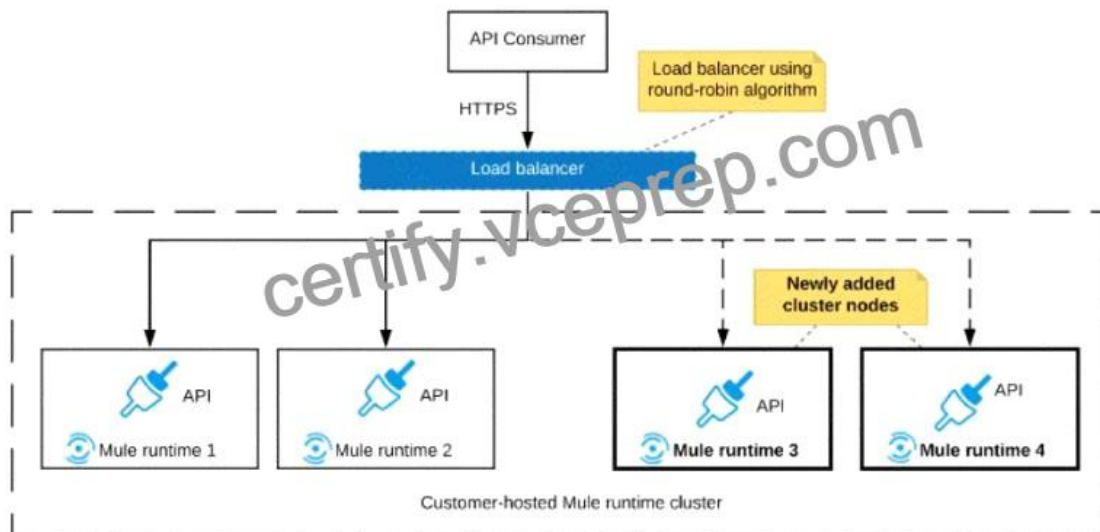 API Consumer
Load balancer using
round-robin algorithm
HTTPS
Load balancer
certify.vceprep.com
Newly added
cluster nodes
API
Mule runtime 1
API
Mule runtime 2
API
Mule runtime 3
API
Mule runtime 4
Customer-hosted Mule runtime cluster